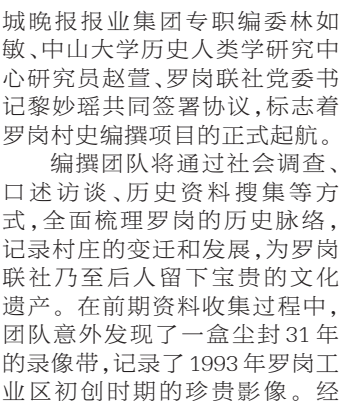 城晚报报业集团专职编委林如
敏、中山大学历史人类学研究中
心研究员赵萱、罗岗联社党委书
记黎妙瑶共同签署协议,标志着
罗岗村史编撰项目的正式起航。
编撰团队将通过社会调查、
口述访谈、历史资料搜集等方
式,全面梳理罗岗的历史脉络,
记录村庄的变迁和发展,为罗岗
联社乃至后人留下宝贵的文化
遗产。在前期资料收集过程中,
团队意外发现了一盒尘封31年
的录像带,记录了1993年罗岗工
业区初创时期的珍贵影像。经